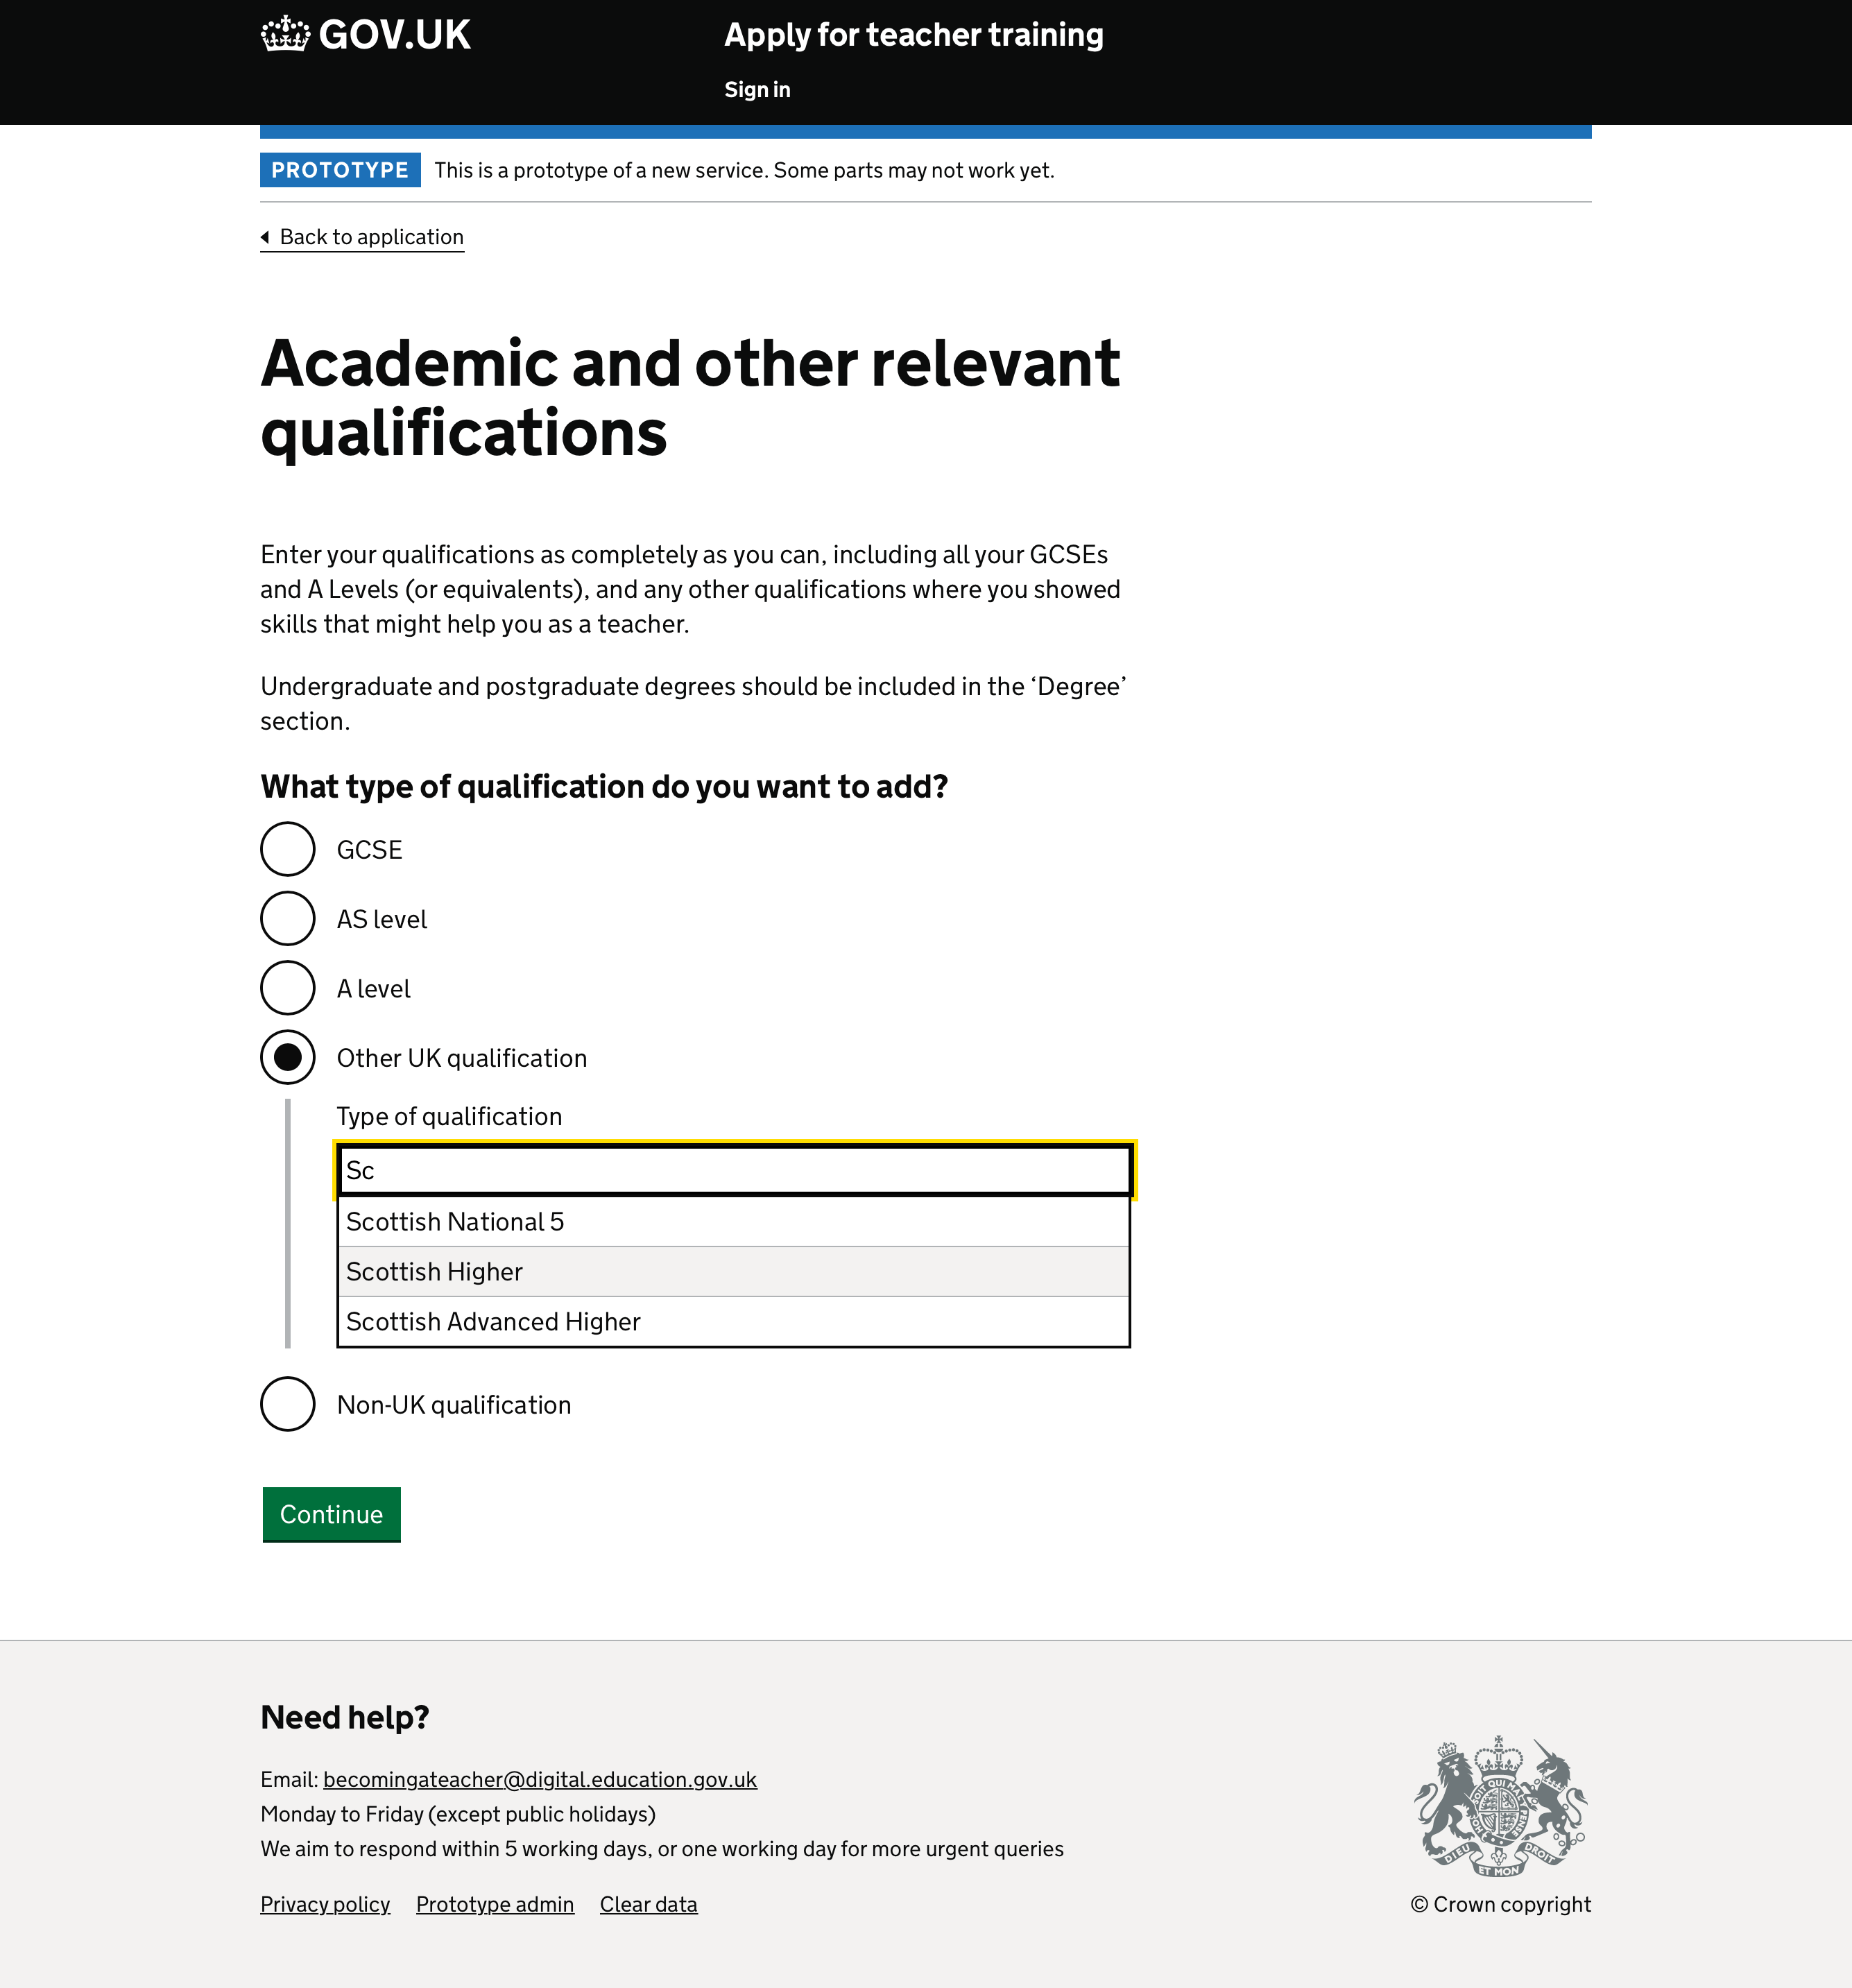 GOV.UK
Apply for teacher training
Sign in
PROTOTYPE
This is a prototype of a new service. Some parts may not work yet.
Back to application
Academic and other relevant
qualifications
Enter your qualifications as completely as you can, including all your GCSEs
and A Levels (or equivalents), and any other qualifications where you showed
skills that might help you as a teacher.
Undergraduate and postgraduate degrees should be included in the ‘Degree’
section.
What type of qualification do you want to add?
GCSE
AS level
A level
Other UK qualification
Type of qualification
Sc
Scottish National 5
Scottish Higher
Scottish Advanced Higher
Non-UK qualification
Continue
Need help?
Email: becomingateacher@digital.education.gov.uk
Monday to Friday (except public holidays)
We aim to respond within 5 working days, or one working day for more urgent queries
Privacy policy
Prototype admin
Clear data
DIEU
ET MON
DROIT
© Crown copyright